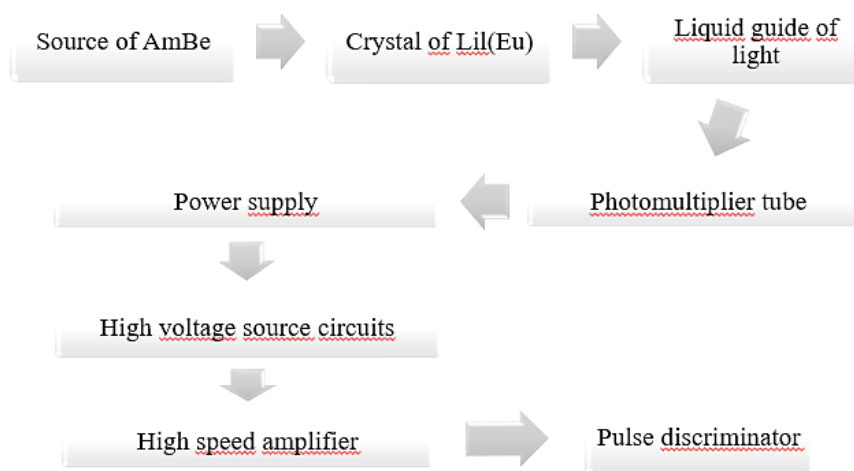 Source of AmBe
Crystal of LiI(Eu)
Liquid guide of
light
Photomultiplier tube
Power supply
High voltage source circuits
High speed amplifier
Pulse discriminator